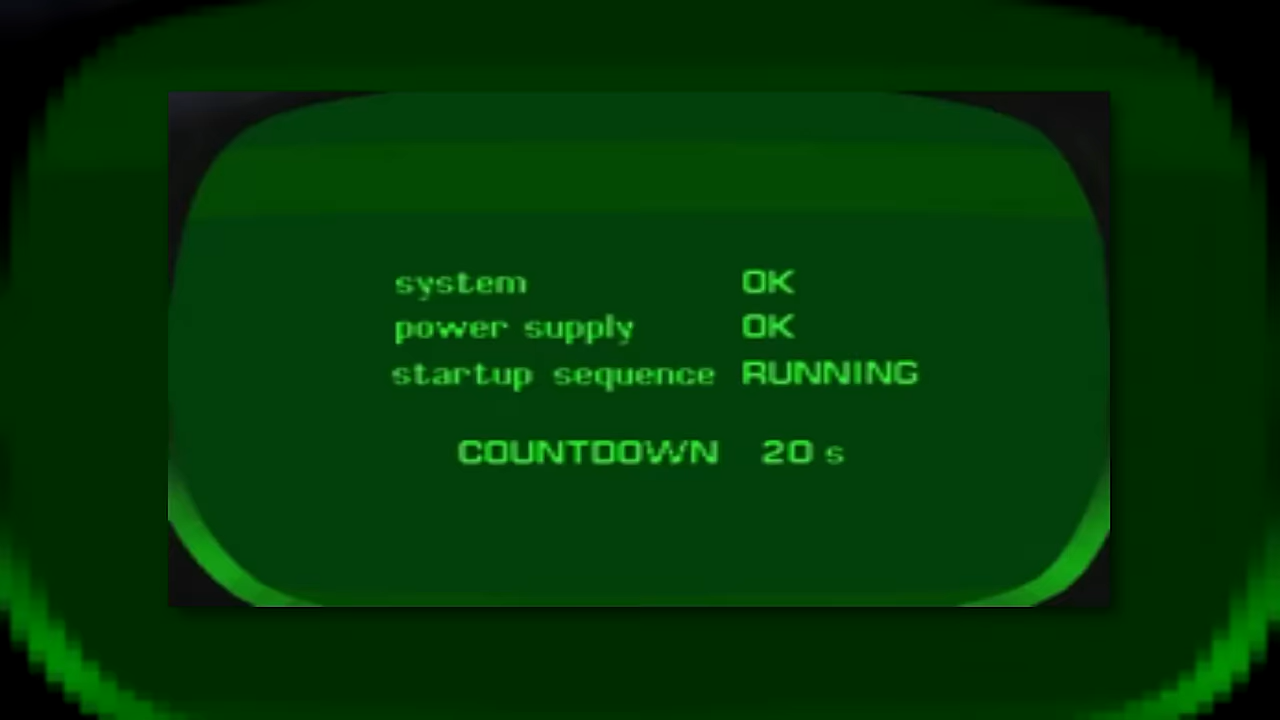 system OK
power supply OK
startup sequence RUNNING
COUNTDOWN 20 s